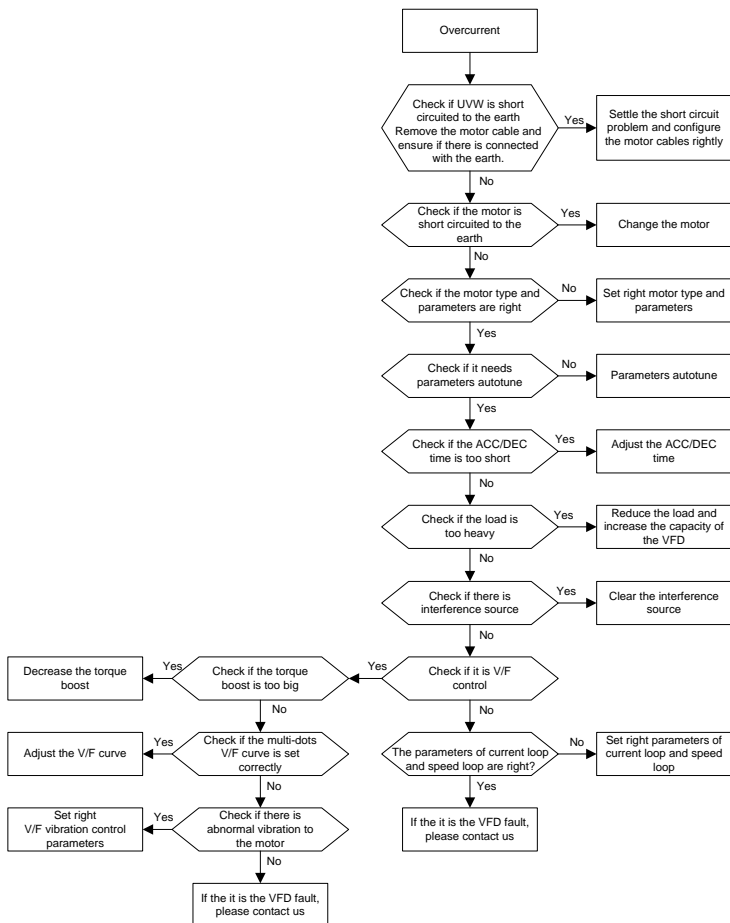 Overcurrent
Check if UVW is short
circuited to the earth
Remove the motor cable and
ensure if there is connected
with the earth.
Yes
Settle the short circuit
problem and configure
the motor cables rightly
No
Check if the motor is
short circuited to the
earth
Yes
Change the motor
No
Check if the motor type and
parameters are right
No
Set right motor type and
parameters
Yes
Check if it needs
parameters autotune
No
Parameters autotune
Yes
Check if the ACC/DEC
time is too short
Yes
Adjust the ACC/DEC
time
No
Check if the load is
too heavy
Yes
Reduce the load and
increase the capacity of
the VFD
No
Check if there is
interference source
Yes
Clear the interference
source
No
Check if it is V/F
control
Yes
Check if the torque
boost is too big
Yes
Decrease the torque
boost
No
Check if the multi-dots
V/F curve is set
correctly
Yes
Adjust the V/F curve
No
Check if there is
abnormal vibration to
the motor
Yes
Set right
V/F vibration control
parameters
No
If the it is the VFD fault,
please contact us
No
The parameters of current loop
and speed loop are right?
No
Set right parameters of
current loop and speed
loop
Yes
If the it is the VFD fault,
please contact us